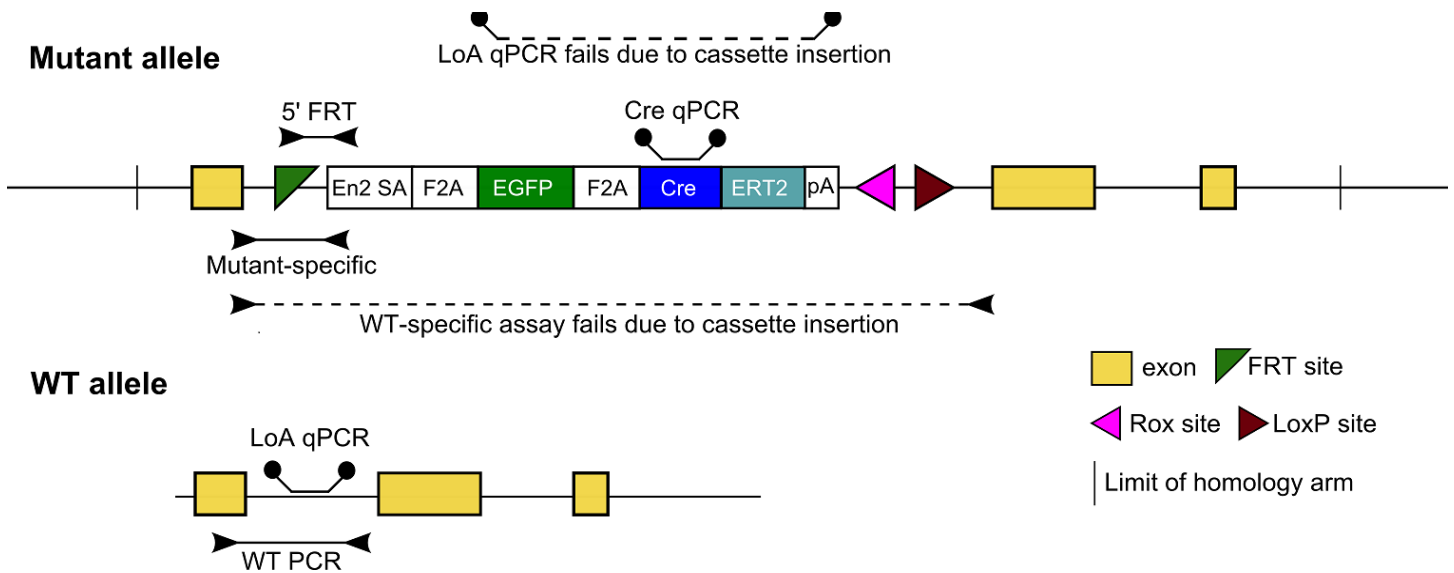 LoA qPCR fails due to cassette insertion
Mutant allele
5' FRT
Cre qPCR
En2 SA F2A EGFP F2A Cre ERT2 pA
Mutant-specific
WT-specific assay fails due to cassette insertion
WT allele
exon FRT site
Rox site LoxP site
LoA qPCR
Limit of homology arm
WT PCR